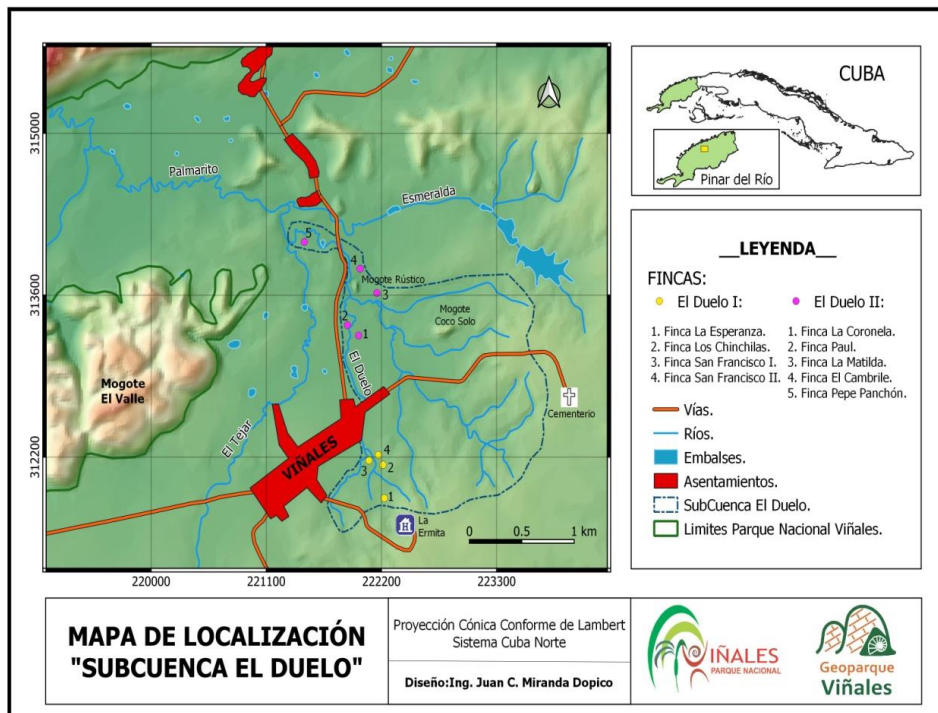 315000
313600
312200
220000
221100
222200
223300
Palmarito
Esmeralda
5
4
Mogote Rústico
3
Mogote
Coco Solo
2
1
El Duelo
Mogote
El Valle
El Tejar
VIÑALES
Cementerio
4
3
2
1
La
Ermita
0 0.5 1 km
CUBA
Pinar del Río
__LEYENDA__
FINCAS:
El Duelo I:
1. Finca La Esperanza.
2. Finca Los Chinchilas.
3. Finca San Francisco I.
4. Finca San Francisco II.
El Duelo II:
1. Finca La Coronela.
2. Finca Paul.
3. Finca La Matilda.
4. Finca El Cambrile.
5. Finca Pepe Panchón.
Vías.
Ríos.
Embalses.
Asentamientos.
SubCuenca El Duelo.
Limites Parque Nacional Viñales.
MAPA DE LOCALIZACIÓN
"SUBCUENCA EL DUELO"
Proyección Cónica Conforme de Lambert
Sistema Cuba Norte
Diseño:Ing. Juan C. Miranda Dopico
VIÑALES
PARQUE NACIONAL
Geoparque
Viñales